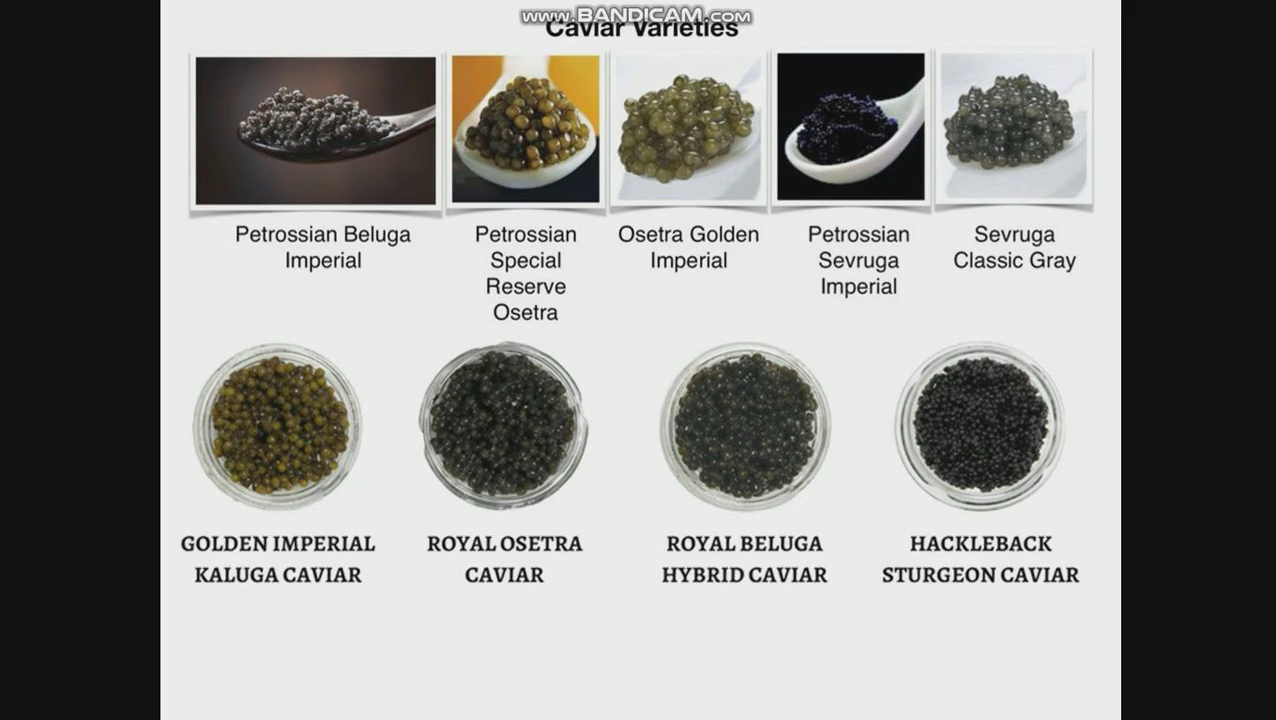 www.BANDICAM.com
Caviar Varieties
Petrossian Beluga
Imperial
Petrossian
Special
Reserve
Osetra
Osetra Golden
Imperial
Petrossian
Sevruga
Imperial
Sevruga
Classic Gray
GOLDEN IMPERIAL
KALUGA CAVIAR
ROYAL OSETRA
CAVIAR
ROYAL BELUGA
HYBRID CAVIAR
HACKLEBACK
STURGEON CAVIAR